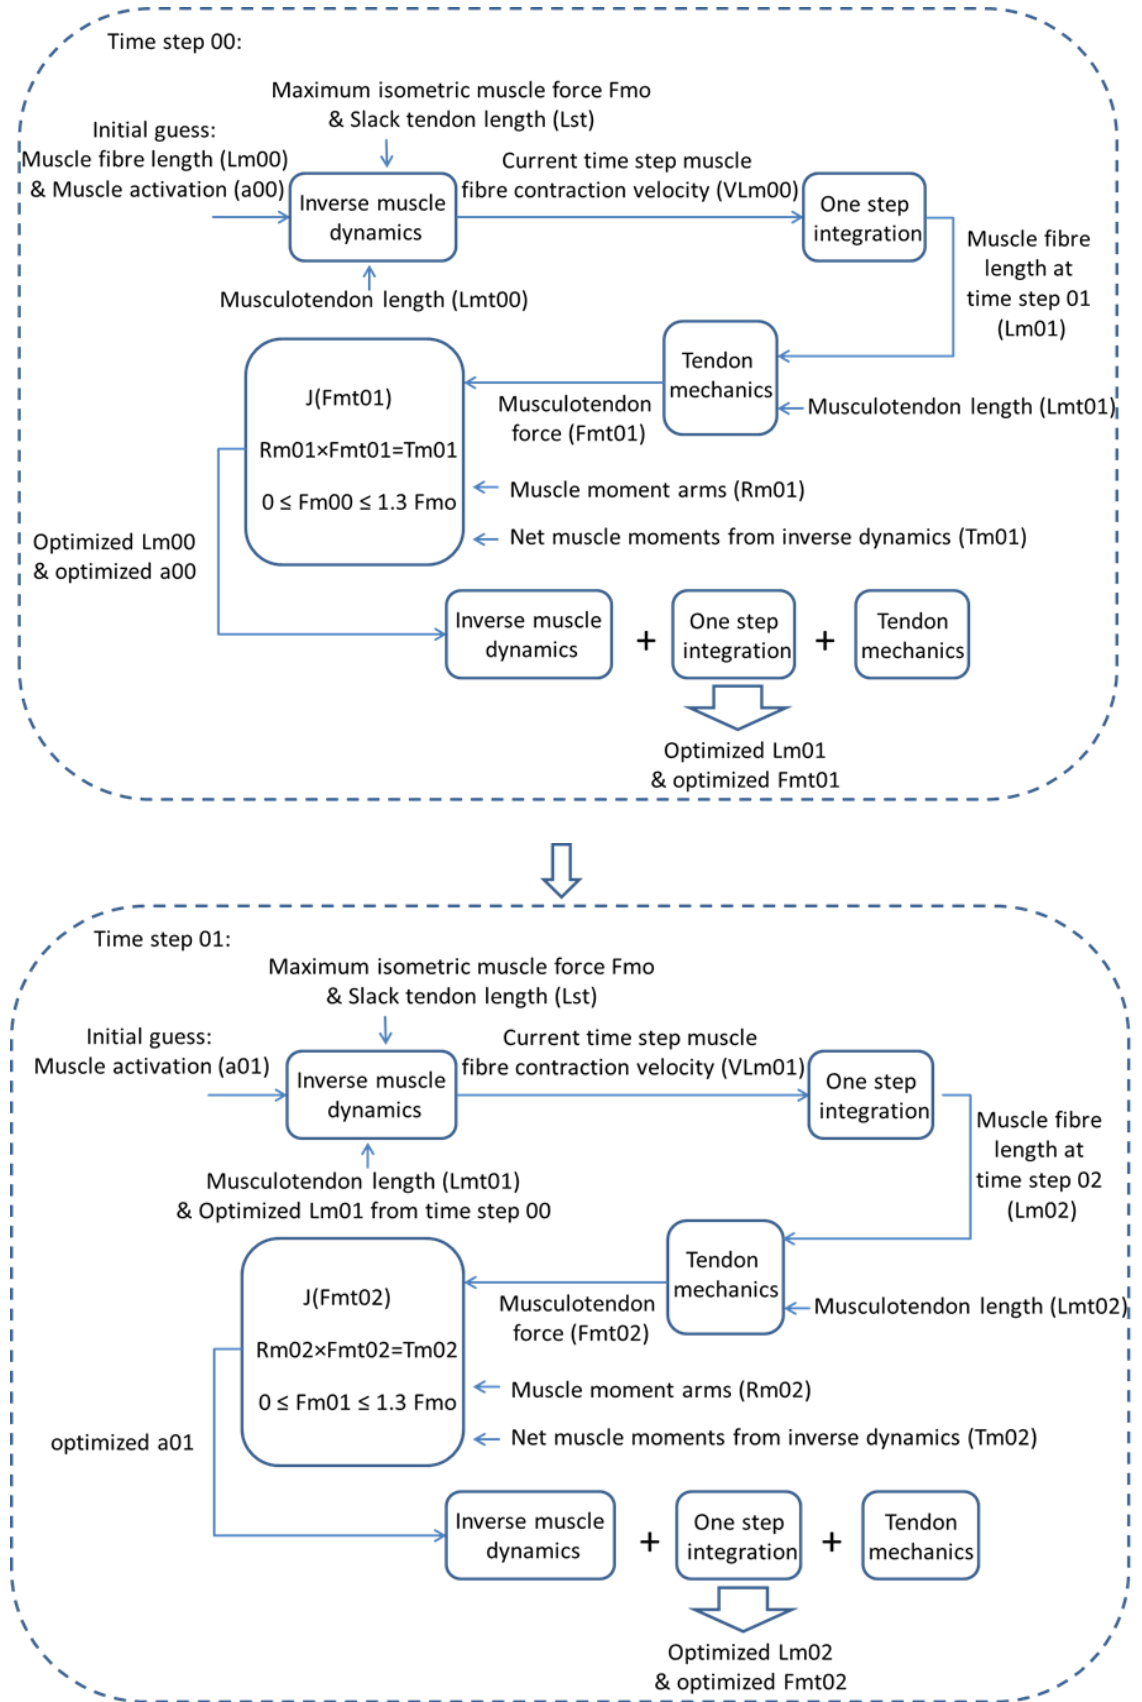 Time step 00:
Maximum isometric muscle force Fmo
& Slack tendon length (Lst)
Initial guess:
Muscle fibre length (Lm00)
& Muscle activation (a00)
Inverse muscle
dynamics
Current time step muscle
fibre contraction velocity (VLm00)
One step
integration
Musculotendon length (Lmt00)
Muscle fibre
length at
time step 01
(Lm01)
Tendon
mechanics
Musculotendon length (Lmt01)
Musculotendon
force (Fmt01)
J(Fmt01)
Rm01×Fmt01=Tm01
0 ≤ Fm00 ≤ 1.3 Fmo
Muscle moment arms (Rm01)
Net muscle moments from inverse dynamics (Tm01)
Optimized Lm00
& optimized a00
Inverse muscle
dynamics
+
One step
integration
+
Tendon
mechanics
Optimized Lm01
& optimized Fmt01
Time step 01:
Maximum isometric muscle force Fmo
& Slack tendon length (Lst)
Initial guess:
Muscle activation (a01)
Inverse muscle
dynamics
Current time step muscle
fibre contraction velocity (VLm01)
One step
integration
Musculotendon length (Lmt01)
& Optimized Lm01 from time step 00
Muscle fibre
length at
time step 02
(Lm02)
Tendon
mechanics
Musculotendon length (Lmt02)
Musculotendon
force (Fmt02)
J(Fmt02)
Rm02×Fmt02=Tm02
0 ≤ Fm01 ≤ 1.3 Fmo
Muscle moment arms (Rm02)
Net muscle moments from inverse dynamics (Tm02)
optimized a01
Inverse muscle
dynamics
+
One step
integration
+
Tendon
mechanics
Optimized Lm02
& optimized Fmt02